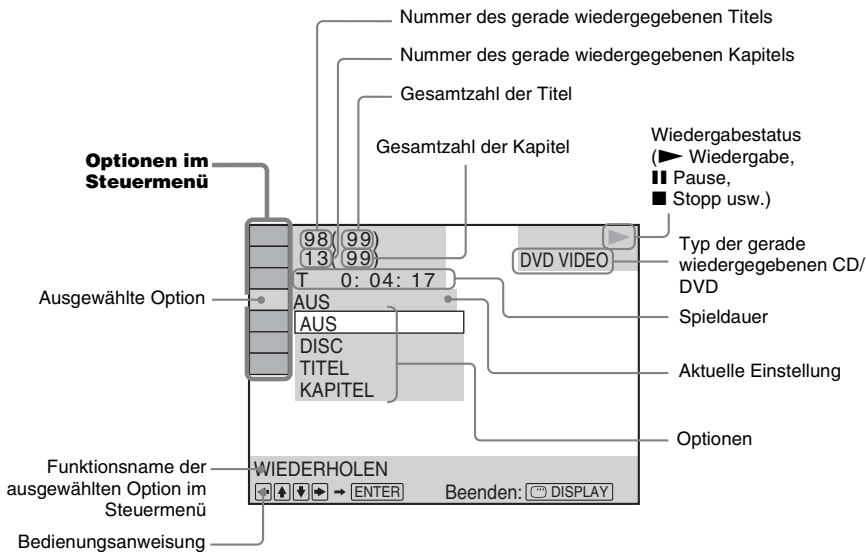 Nummer des gerade wiedergegebenen Titels
Nummer des gerade wiedergegebenen Kapitels
Gesamtzahl der Titel
Gesamtzahl der Kapitel
Wiedergabestatus
(► Wiedergabe,
❚❚ Pause,
■ Stopp usw.)
Optionen im
Steuermenü
98( 99)
13( 99)
T 0: 04: 17
DVD VIDEO
Typ der gerade
wiedergegebenen CD/
DVD
Ausgewählte Option
AUS
AUS
DISC
TITEL
KAPITEL
Spieldauer
Aktuelle Einstellung
Optionen
Funktionsname der
ausgewählten Option im
Steuermenü
WIEDERHOLEN
ENTER
Beenden: DISPLAY
Bedienungsanweisung